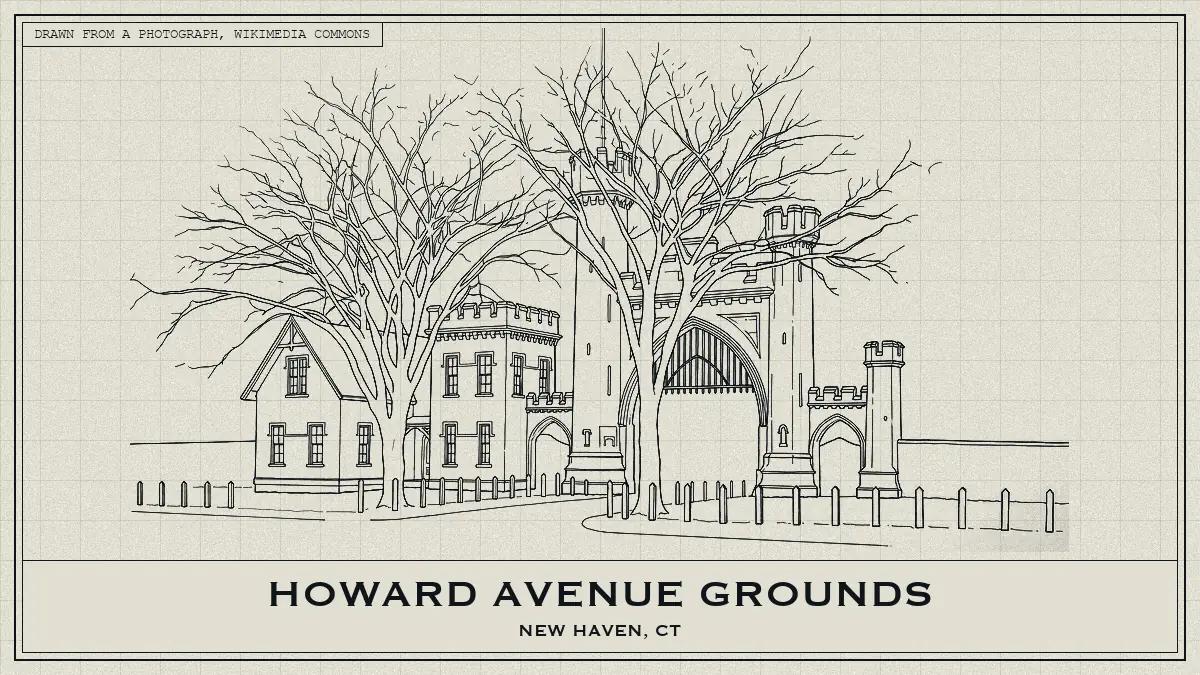 DRAWN FROM A PHOTOGRAPH, WIKIMEDIA COMMONS
HOWARD AVENUE GROUNDS
NEW HAVEN, CT